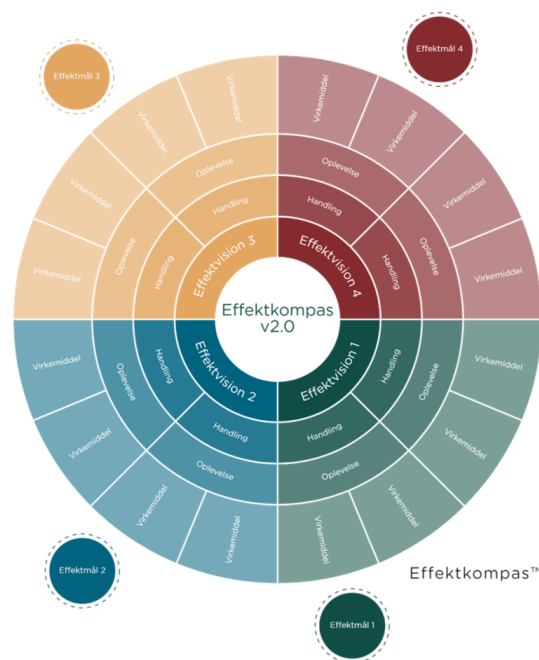 Effektmål 3
Effektmål 4
Virkemiddel
Virkemiddel
Virkemiddel
Virkemiddel
Oplevelse
Oplevelse
Handling
Handling
Effektvision 3
Effektvision 4
Virkemiddel
Virkemiddel
Oplevelse
Handling
Handling
Oplevelse
Virkemiddel
Virkemiddel
Effektkompas
v2.0
Virkemiddel
Oplevelse
Handling
Effektvision 2
Effektvision 1
Handling
Oplevelse
Virkemiddel
Virkemiddel
Handling
Handling
Virkemiddel
Oplevelse
Oplevelse
Virkemiddel
Virkemiddel
Virkemiddel
Virkemiddel
Effektmål 2
Effektkompas™
Effektmål 1